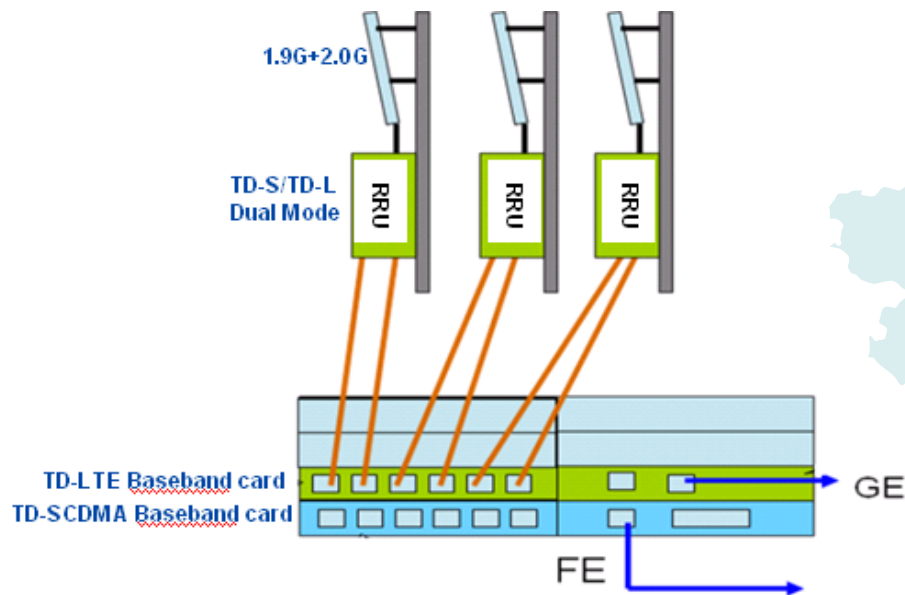 1.9G+2.0G
TD-S/TD-L
Dual Mode
RRU
RRU
RRU
TD-LTE Baseband card
TD-SCDMA Baseband card
GE
FE